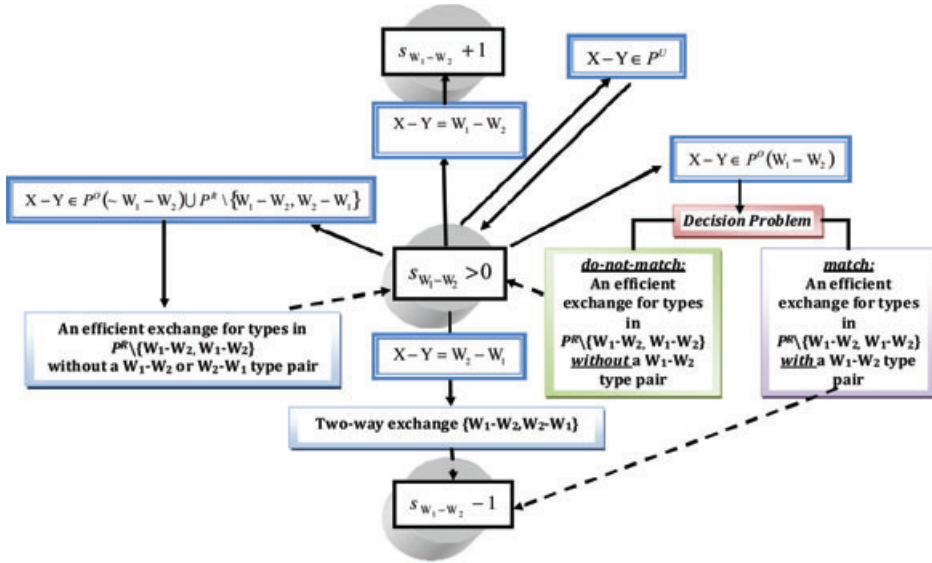 s_{W₁−W₂} + 1
X − Y ∈ P^U
X − Y = W₁ − W₂
X − Y ∈ P^O(W₁ − W₂)
X − Y ∈ P^O(~ W₁ − W₂) ∪ P^R \ {W₁ − W₂, W₂ − W₁}
Decision Problem
s_{W₁−W₂} >0
do-not-match:
An efficient
exchange for types
in
P^R\{W₁-W₂, W₁-W₂}
without a W₁-W₂
type pair
match:
An efficient
exchange for types
in
P^R\{W₁-W₂, W₁-W₂}
with a W₁-W₂ type
pair
An efficient exchange for types in
P^R\{W₁-W₂, W₁-W₂}
without a W₁-W₂ or W₂-W₁ type pair
X − Y = W₂ − W₁
Two-way exchange {W₁-W₂,W₂-W₁}
s_{W₁−W₂} − 1